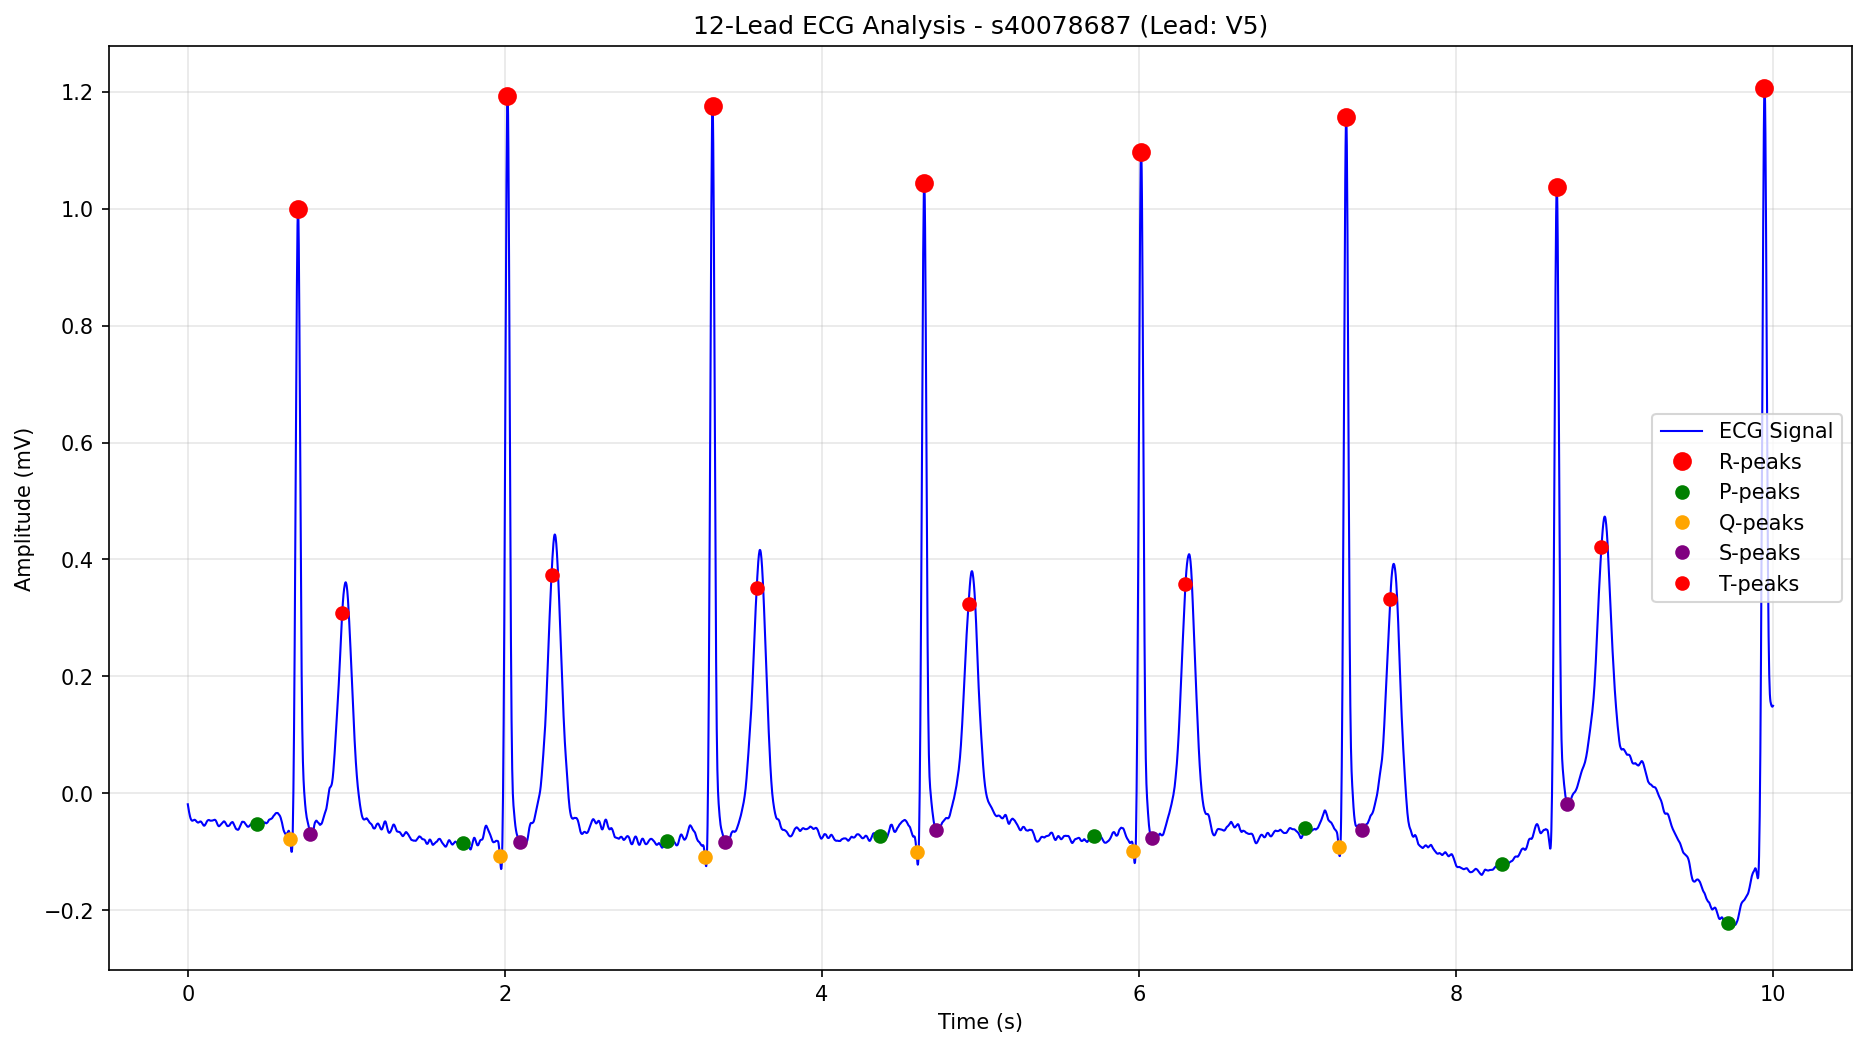 12-Lead ECG Analysis - s40078687 (Lead: V5)
Amplitude (mV)
1.2
1.0
0.8
0.6
0.4
0.2
0.0
−0.2
ECG Signal
R-peaks
P-peaks
Q-peaks
S-peaks
T-peaks
0 2 4 6 8 10
Time (s)